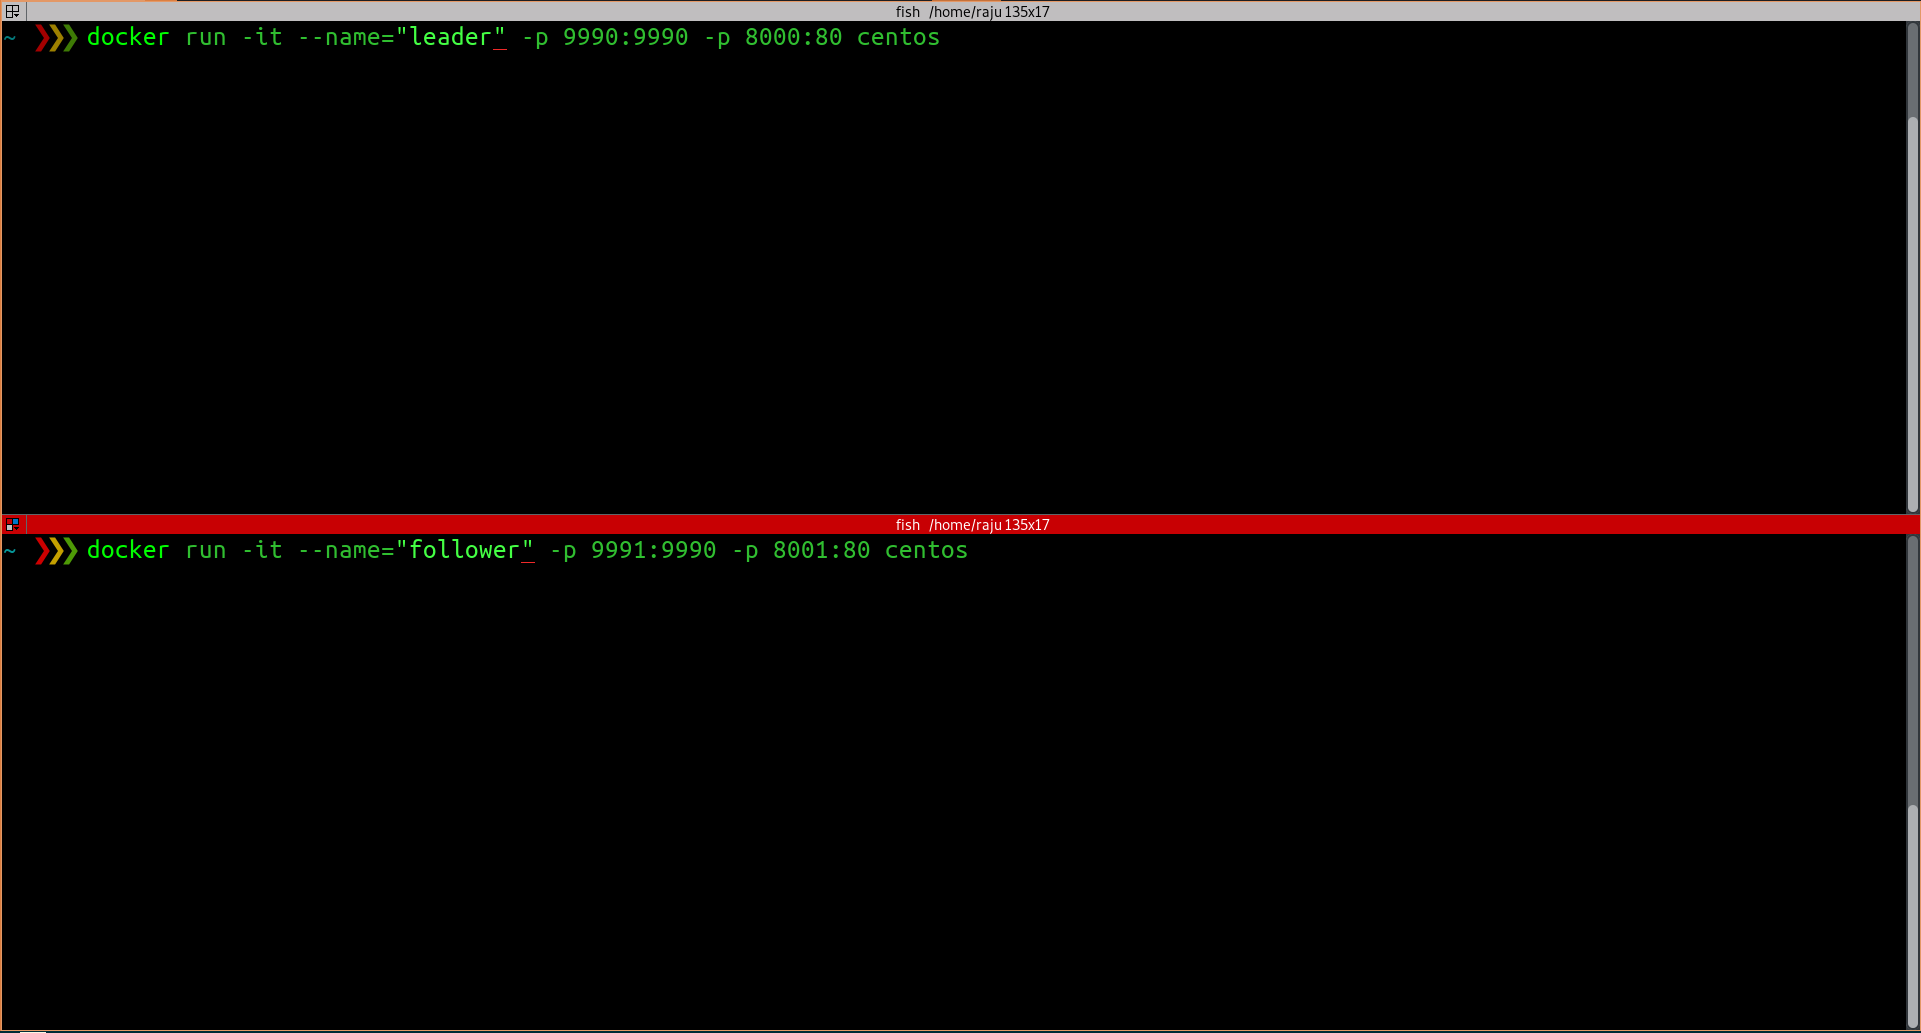 fish /home/raju 135x17
~ ❯❯❯ docker run -it --name="leader" -p 9990:9990 -p 8000:80 centos
fish /home/raju 135x17
~ ❯❯❯ docker run -it --name="follower" -p 9991:9990 -p 8001:80 centos